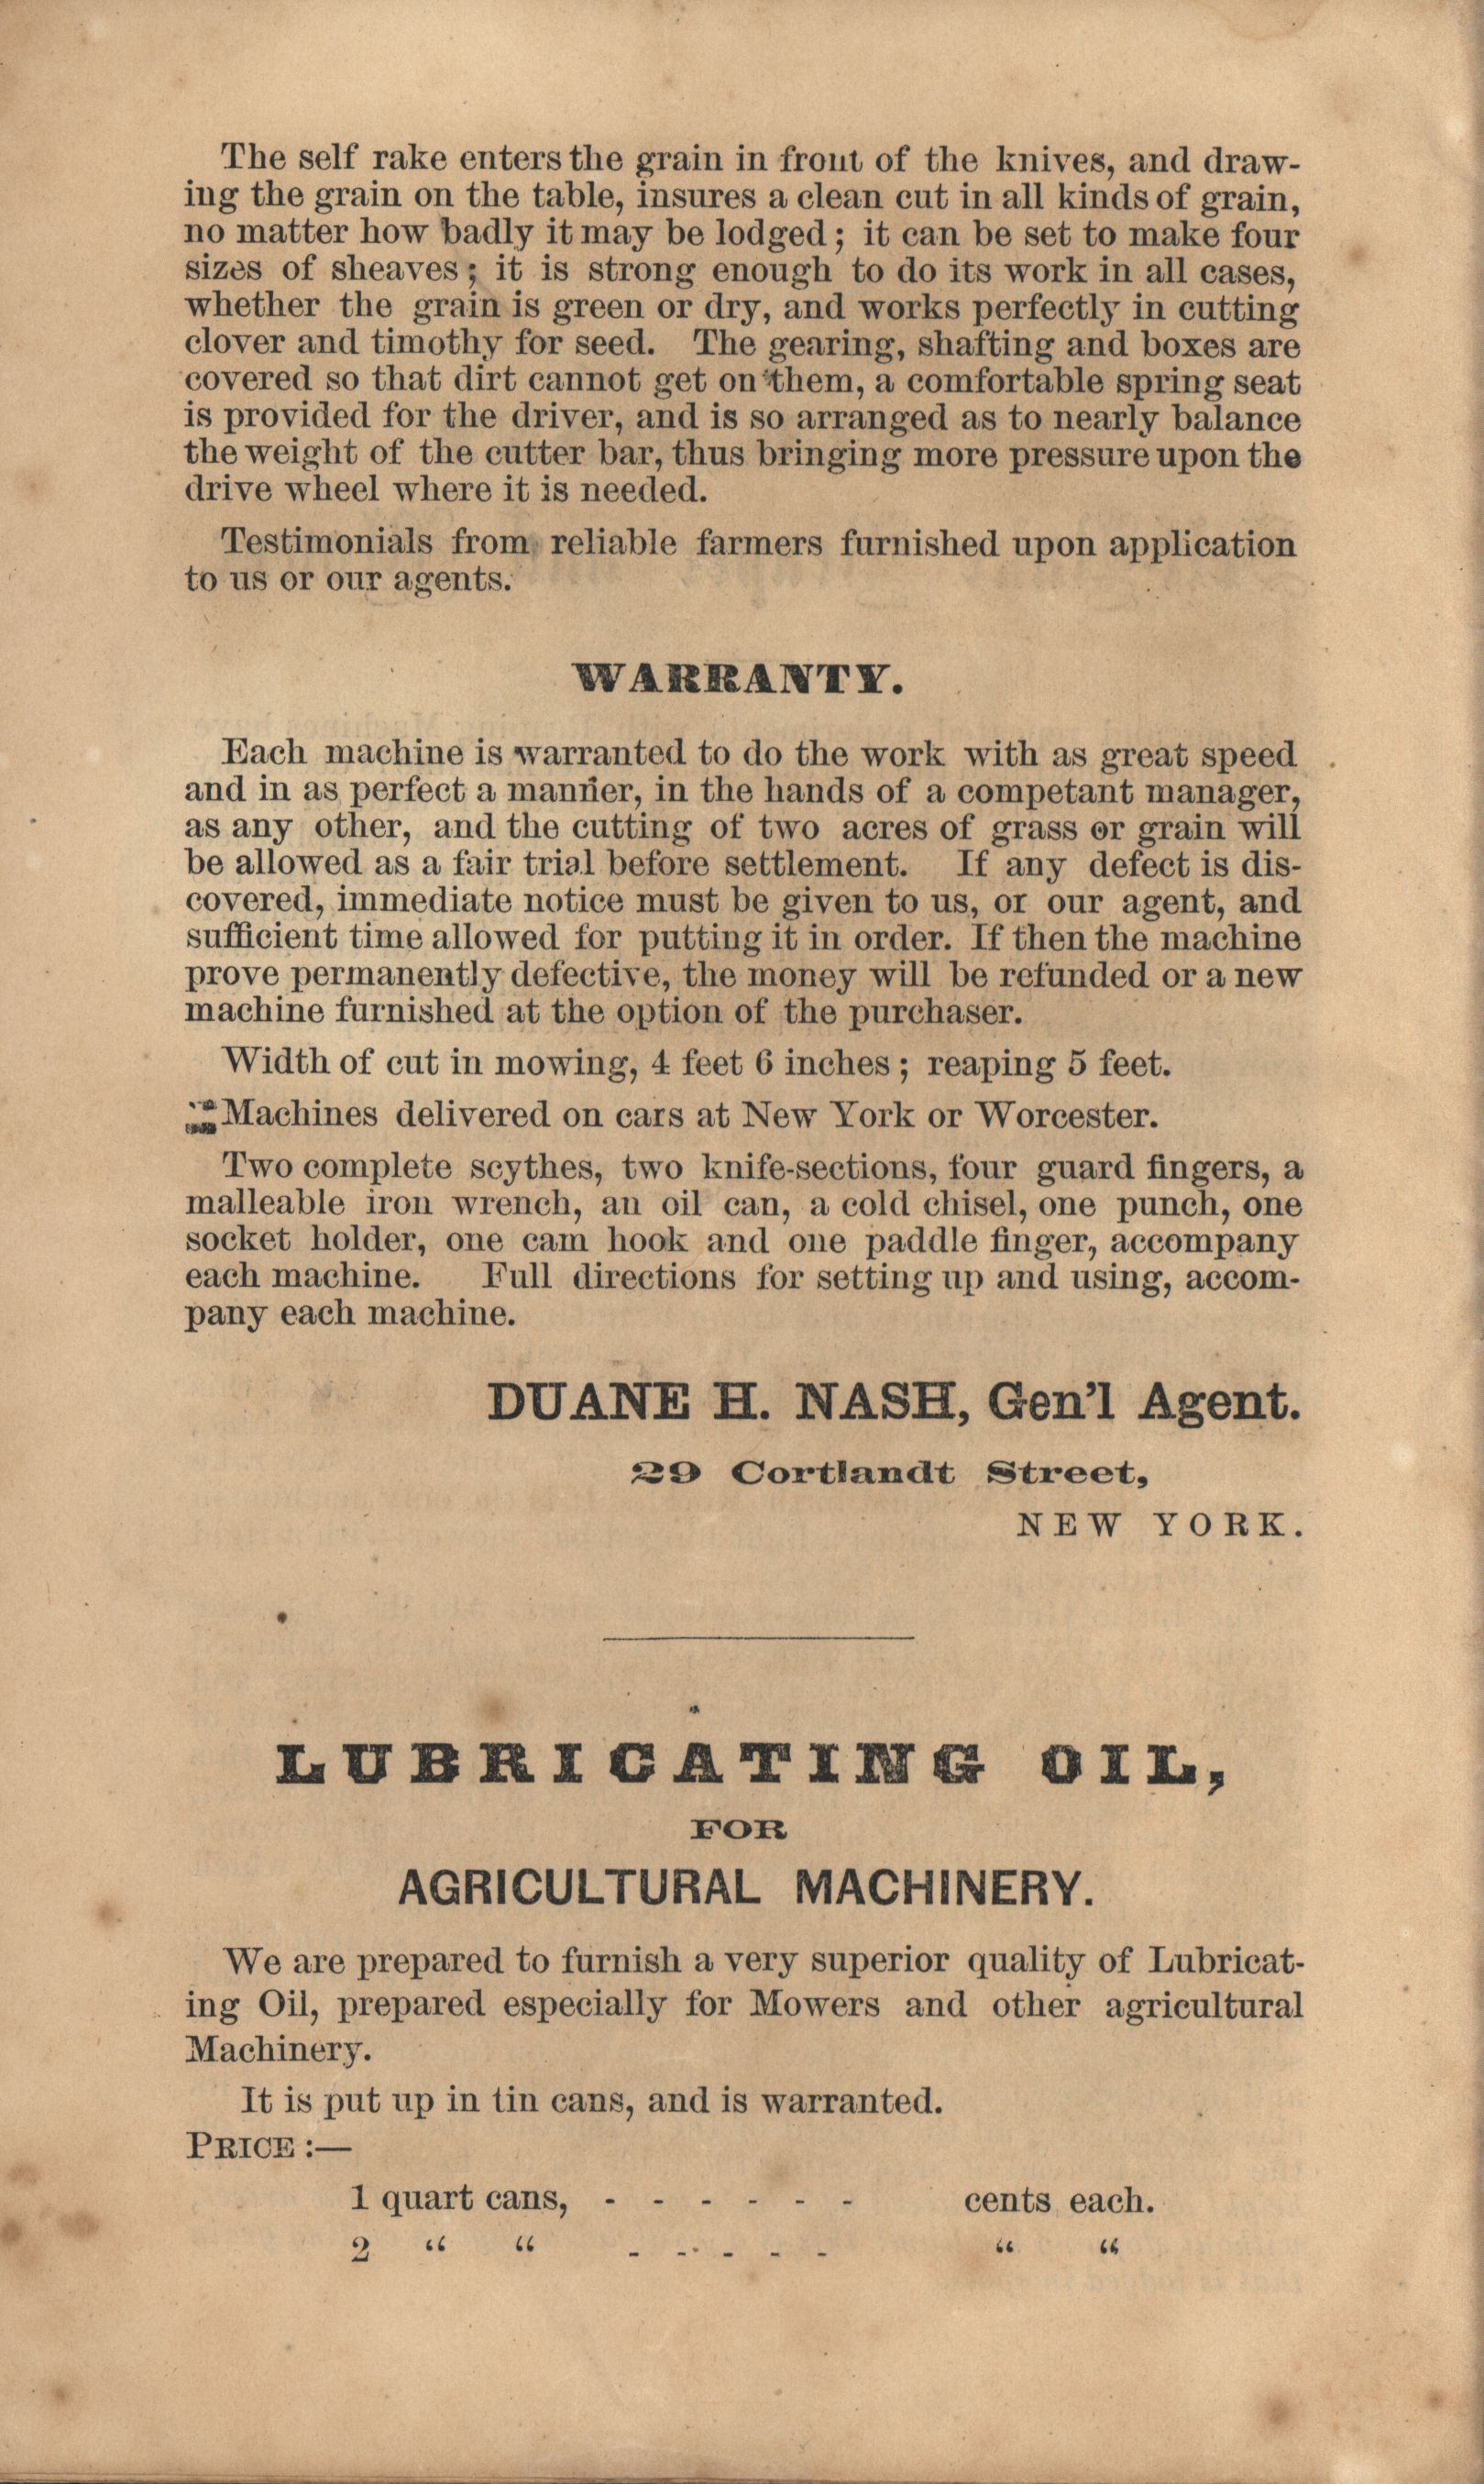 The self rake enters the grain in front of the knives, and draw-
ing the grain on the table, insures a clean cut in all kinds of grain,
no matter how badly it may be lodged; it can be set to make four
sizes of sheaves; it is strong enough to do its work in all cases,
whether the grain is green or dry, and works perfectly in cutting
clover and timothy for seed. The gearing, shafting and boxes are
covered so that dirt cannot get on them, a comfortable spring seat
is provided for the driver, and is so arranged as to nearly balance
the weight of the cutter bar, thus bringing more pressure upon the
drive wheel where it is needed.
Testimonials from reliable farmers furnished upon application
to us or our agents.
WARRANTY.
Each machine is warranted to do the work with as great speed
and in as perfect a manner, in the hands of a competant manager,
as any other, and the cutting of two acres of grass or grain will
be allowed as a fair trial before settlement. If any defect is dis-
covered, immediate notice must be given to us, or our agent, and
sufficient time allowed for putting it in order. If then the machine
prove permanently defective, the money will be refunded or a new
machine furnished at the option of the purchaser.
Width of cut in mowing, 4 feet 6 inches; reaping 5 feet.
Machines delivered on cars at New York or Worcester.
Two complete scythes, two knife-sections, four guard fingers, a
malleable iron wrench, an oil can, a cold chisel, one punch, one
socket holder, one cam hook and one paddle finger, accompany
each machine. Full directions for setting up and using, accom-
pany each machine.
DUANE H. NASH, Gen'l Agent.
29 Cortlandt Street,
NEW YORK.
LUBRICATING OIL,
FOR
AGRICULTURAL MACHINERY.
We are prepared to furnish a very superior quality of Lubricat-
ing Oil, prepared especially for Mowers and other agricultural
Machinery.
It is put up in tin cans, and is warranted.
PRICE :—
1 quart cans, - - - - - - cents each.
2 “ “ - - - - - “ “